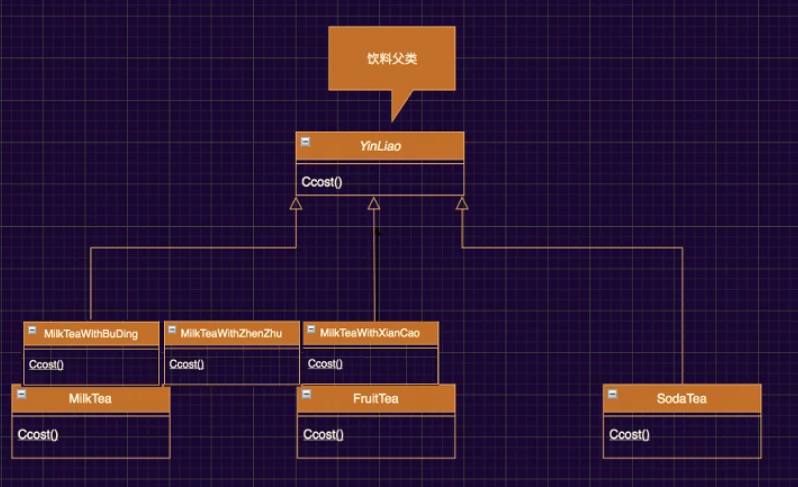 饮料父类
YinLiao
Ccost()
MilkTeaWithBuDing
MilkTeaWithZhenZhu
MilkTeaWithXianCao
Ccost()
Ccost()
Ccost()
MilkTea
FruitTea
SodaTea
Ccost()
Ccost()
Ccost()